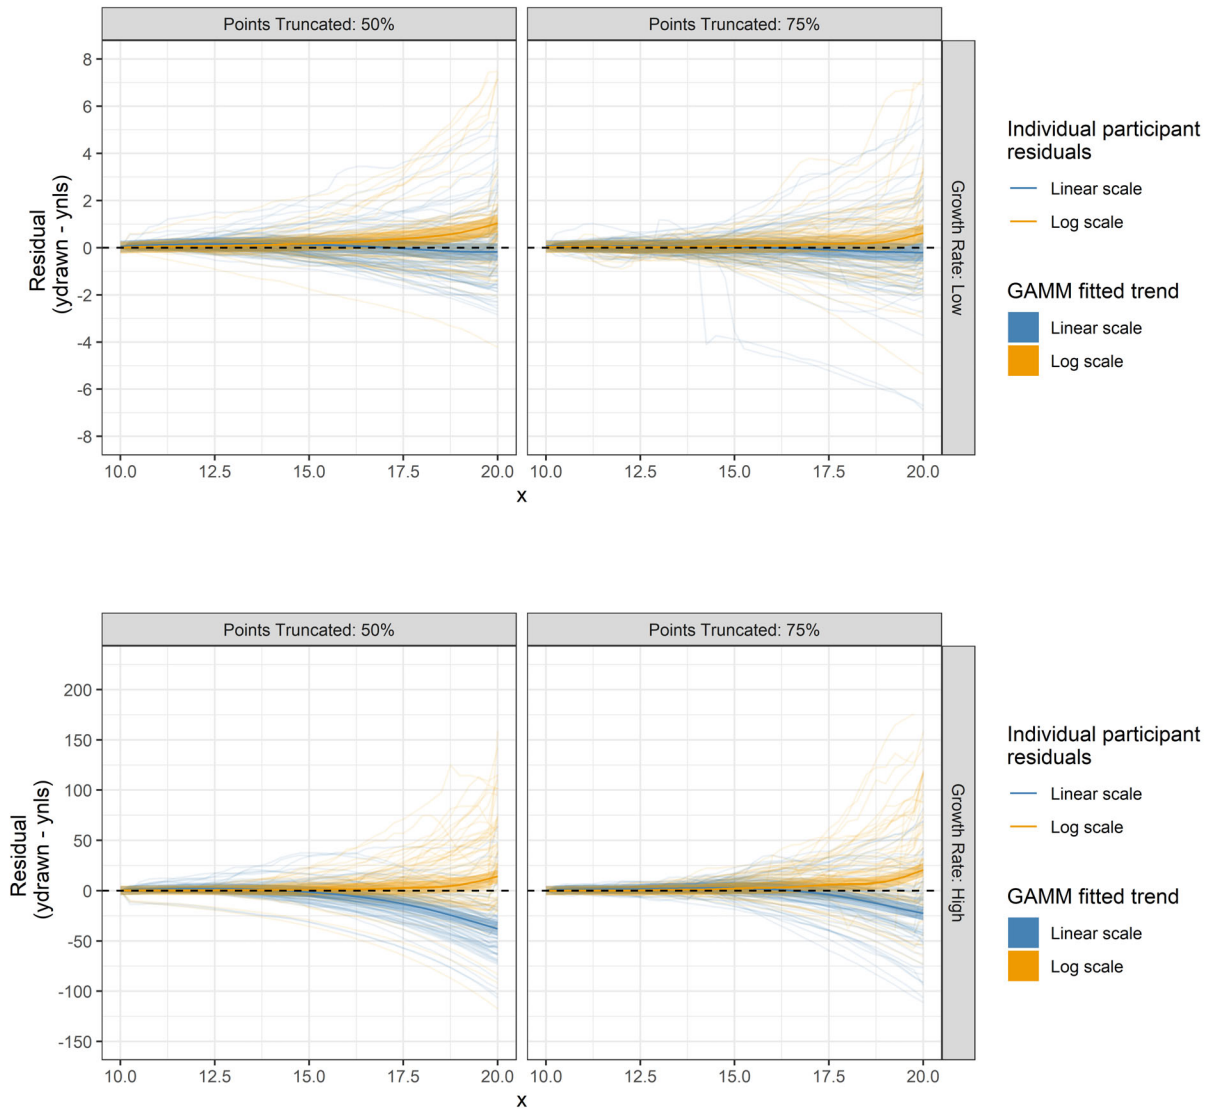 Points Truncated: 50%
Points Truncated: 75%
8
6
4
2
0
-2
-4
-6
-8
Residual
(ydrawn - ynls)
10.0 12.5 15.0 17.5 20.0
10.0 12.5 15.0 17.5 20.0
x
Growth Rate: Low
Individual participant
residuals
Linear scale
Log scale
GAMM fitted trend
Linear scale
Log scale
Points Truncated: 50%
Points Truncated: 75%
200
150
100
50
0
-50
-100
-150
Residual
(ydrawn - ynls)
10.0 12.5 15.0 17.5 20.0
10.0 12.5 15.0 17.5 20.0
x
Growth Rate: High
Individual participant
residuals
Linear scale
Log scale
GAMM fitted trend
Linear scale
Log scale